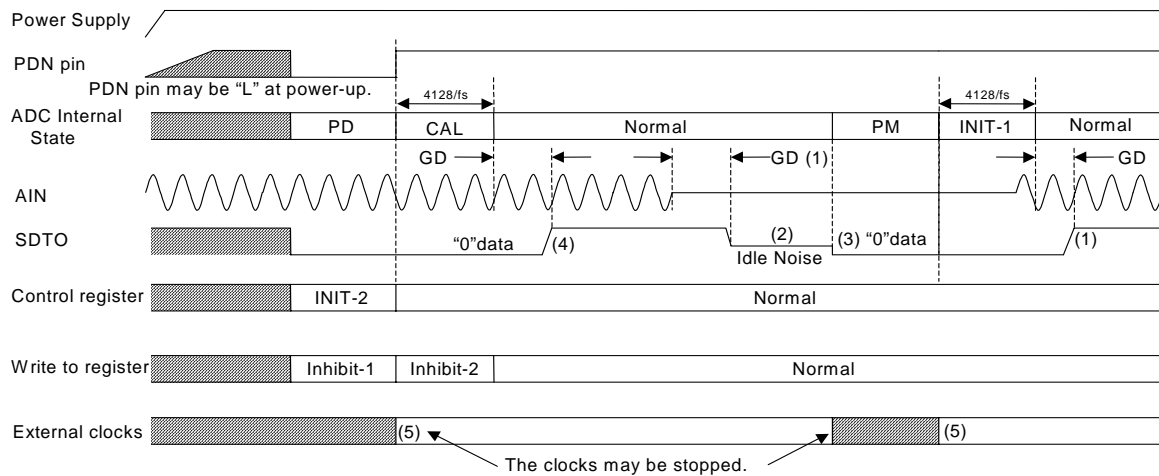 Power Supply
PDN pin
PDN pin may be “L” at power-up.
4128/fs
4128/fs
ADC Internal
State
PD
CAL
Normal
PM
INIT-1
Normal
GD
GD (1)
GD
AIN
SDTO
“0”data
(4)
(2)
Idle Noise
(3) “0”data
(1)
Control register
INIT-2
Normal
Write to register
Inhibit-1
Inhibit-2
Normal
External clocks
(5)
(5)
The clocks may be stopped.